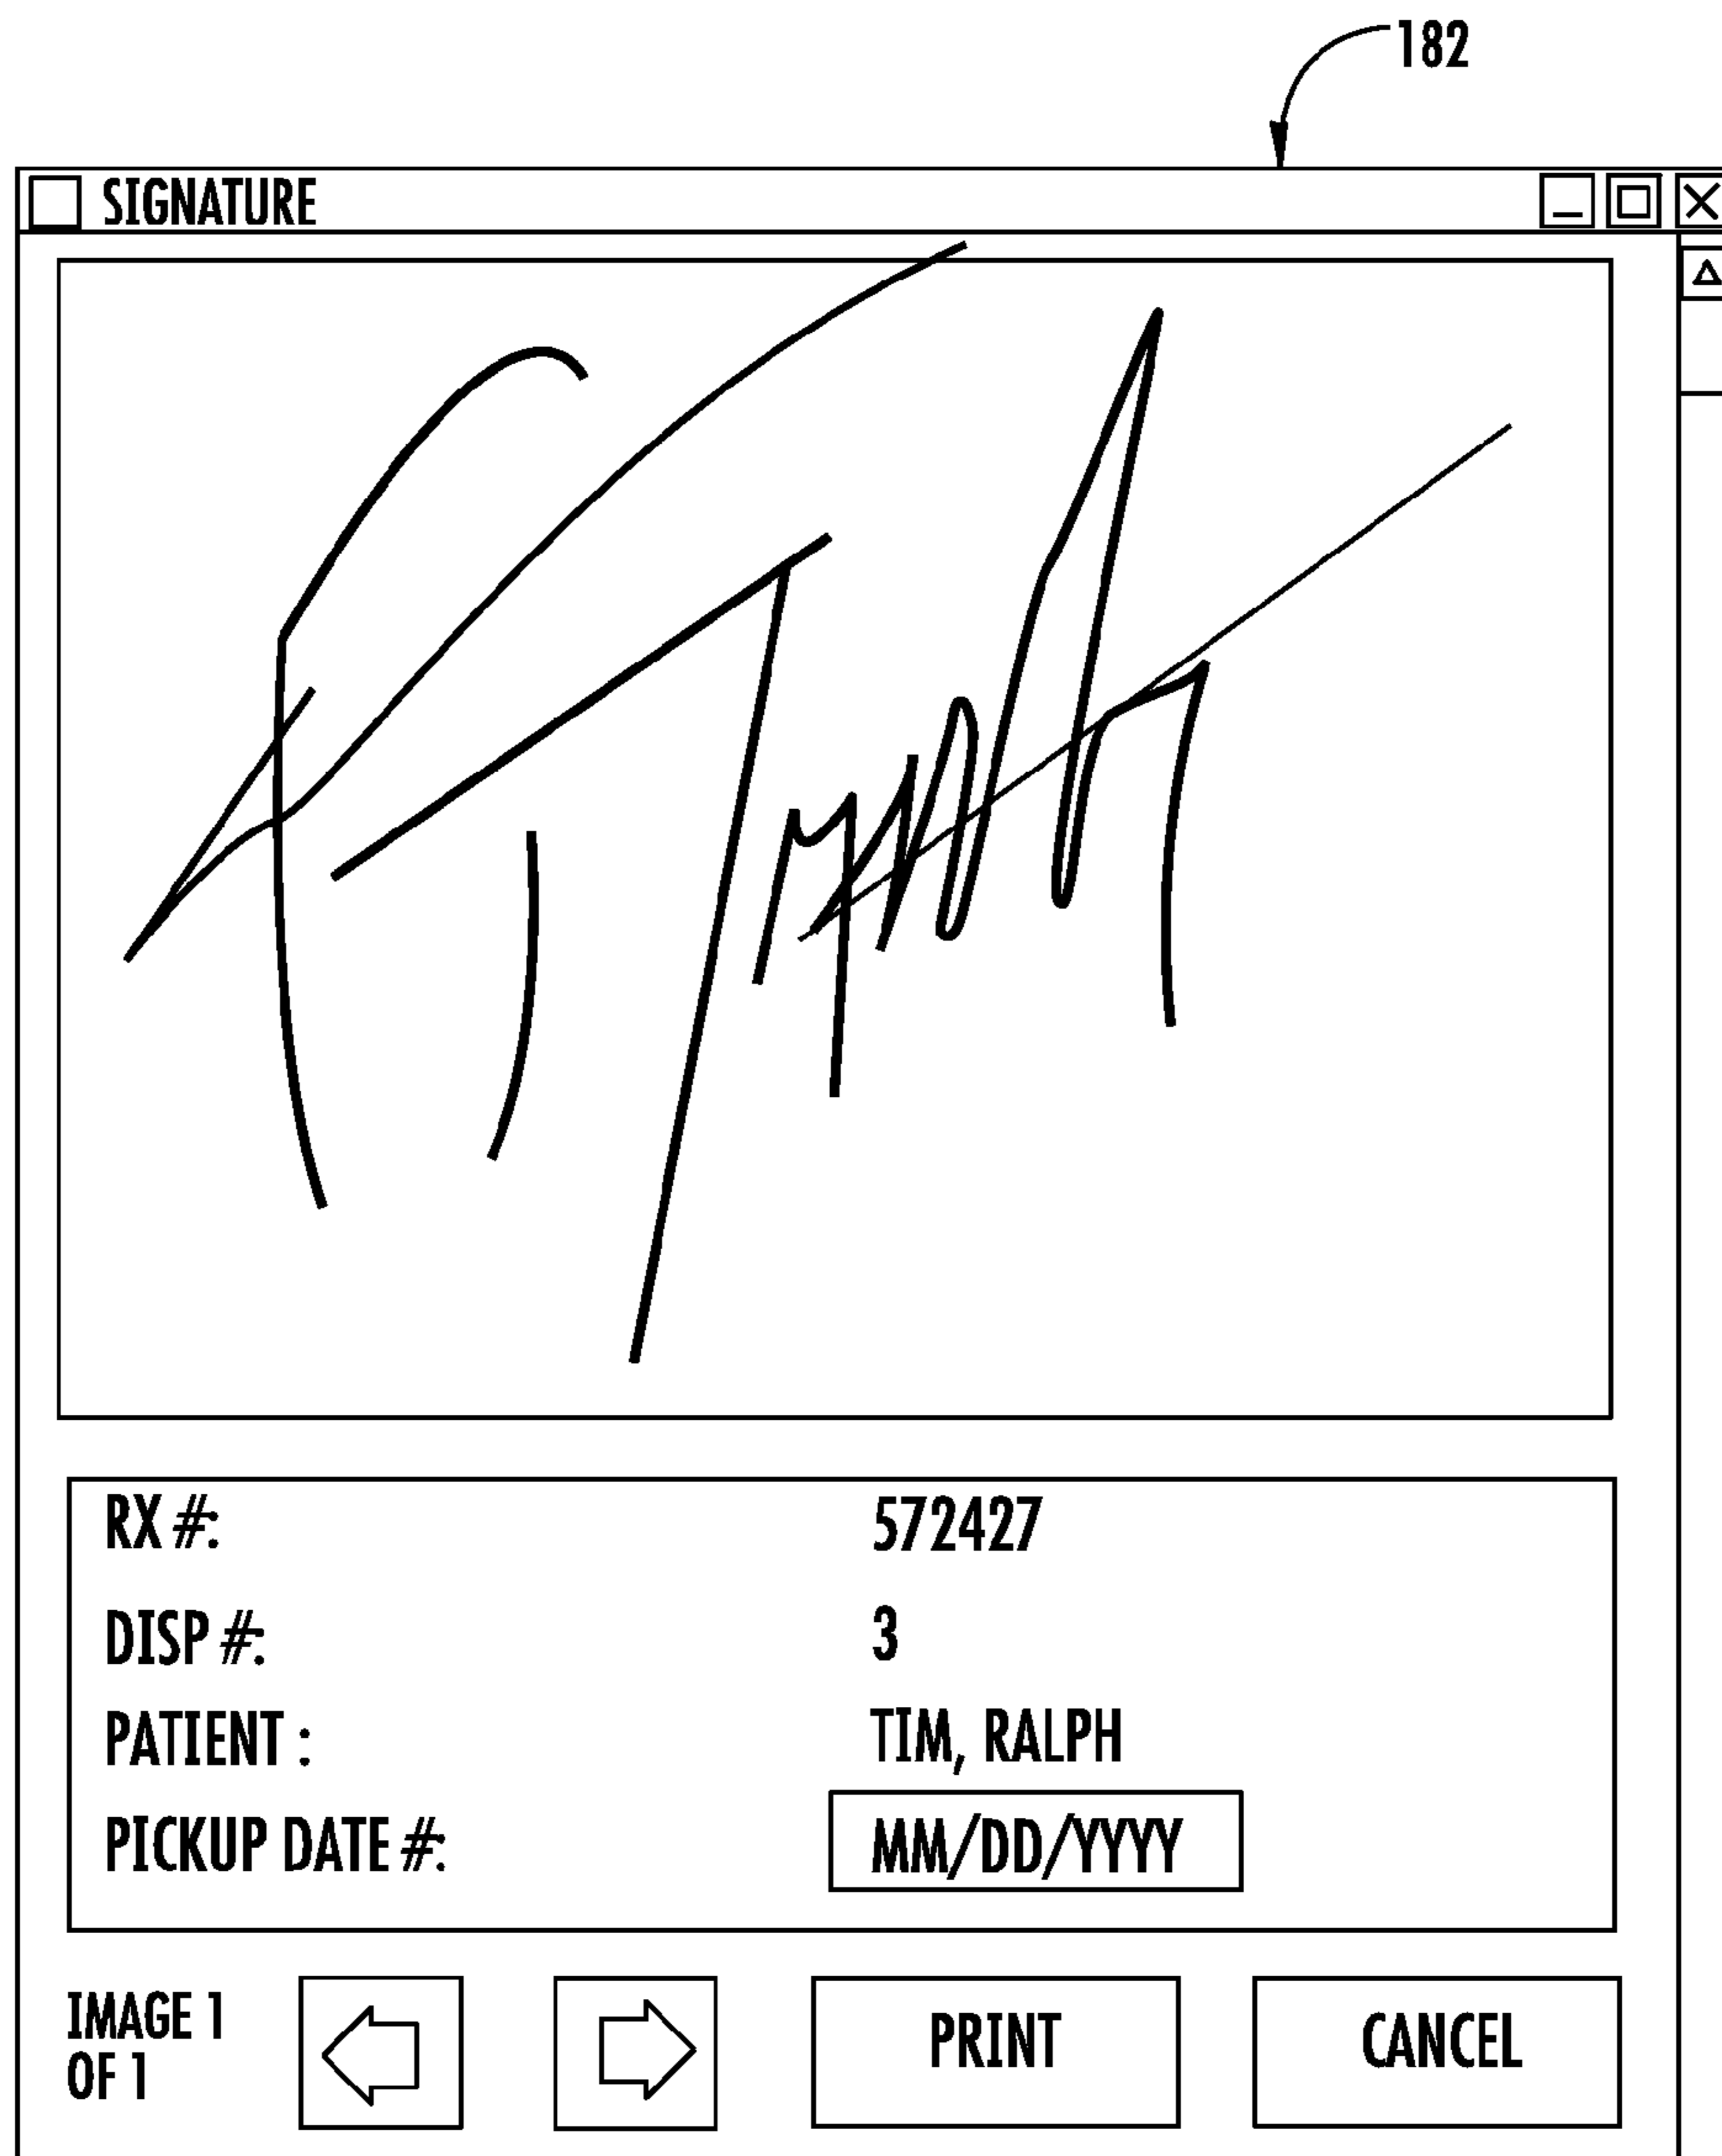 182
SIGNATURE
RX #: 572427
DISP #: 3
PATIENT : TIM, RALPH
PICKUP DATE #: MM/DD/YYYY
IMAGE 1
OF 1
PRINT
CANCEL